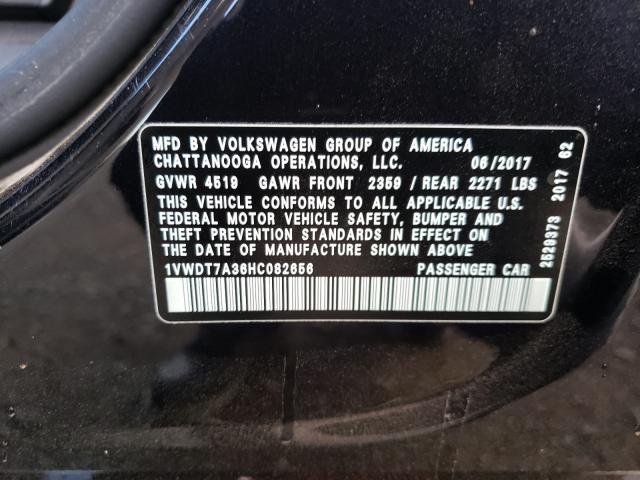 MFD BY VOLKSWAGEN GROUP OF AMERICA
CHATTANOOGA OPERATIONS, LLC. 06/2017
GVWR 4519 GAWR FRONT 2359 / REAR 2271 LBS
THIS VEHICLE CONFORMS TO ALL APPLICABLE U.S.
FEDERAL MOTOR VEHICLE SAFETY, BUMPER AND
THEFT PREVENTION STANDARDS IN EFFECT ON
THE DATE OF MANUFACTURE SHOWN ABOVE
1VWDT7A36HC082656 PASSENGER CAR
2529373 2017 62